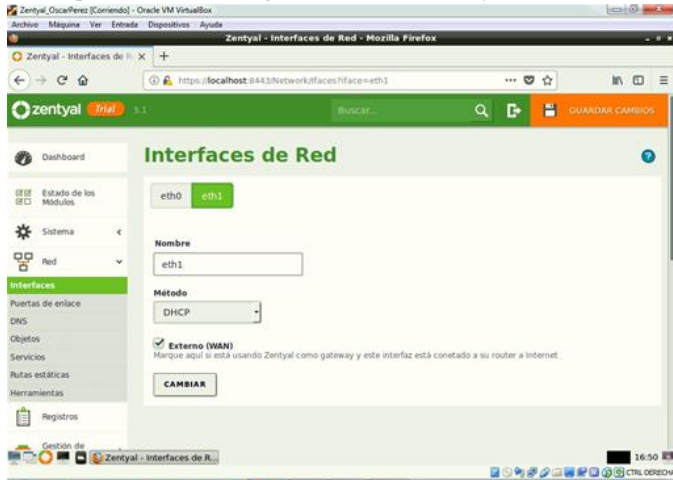 Zentyal_OscarPerez [Corriendo] - Oracle VM VirtualBox
Archivo Máquina Ver Entrada Dispositivos Ayuda
Zentyal - Interfaces de Red - Mozilla Firefox
Zentyal - Interfaces de R
https://localhost:8443/Network/Ifaces?iface=eth1
zentyal Trial 5.1 Buscar... GUARDAR CAMBIOS
Dashboard
Estado de los
Módulos
Sistema
Red
Interfaces
Puertas de enlace
DNS
Objetos
Servicios
Rutas estáticas
Herramientas
Registros
Gestión de
Interfaces de Red
eth0 eth1
Nombre
eth1
Método
DHCP
Externo (WAN)
Marque aquí si está usando Zentyal como gateway y este interfaz está conetado a su router a Internet
CAMBIAR
Zentyal - Interfaces de R...
16:50
CTRL DERECHA